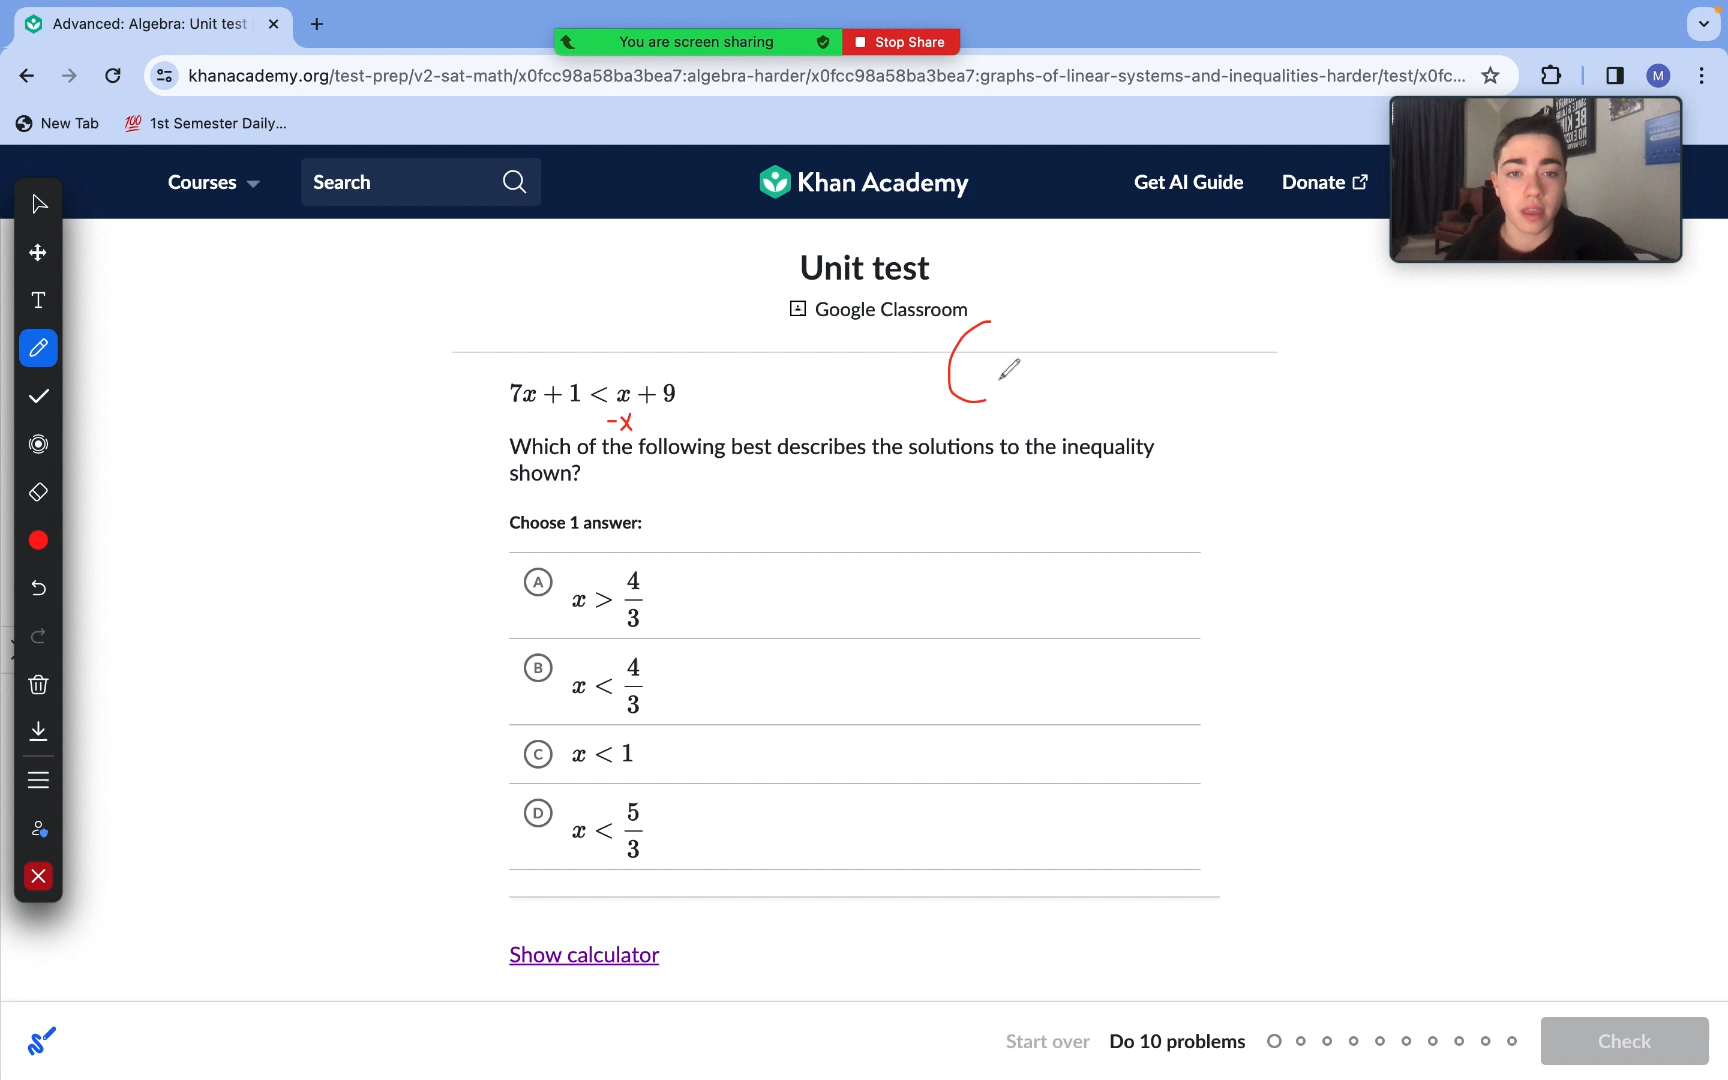 Advanced: Algebra: Unit test
You are screen sharing
Stop Share
khanacademy.org/test-prep/v2-sat-math/x0fcc98a58ba3bea7:algebra-harder/x0fcc98a58ba3bea7:graphs-of-linear-systems-and-inequalities-harder/test/x0fc...
M
New Tab
100 1st Semester Daily...
Courses
Search
Khan Academy
Get AI Guide
Donate
T
Unit test
Google Classroom
7x + 1 < x + 9
-x
Which of the following best describes the solutions to the inequality
shown?
Choose 1 answer:
A x > 4/3
B x < 4/3
C x < 1
D x < 5/3
Show calculator
Start over Do 10 problems Check